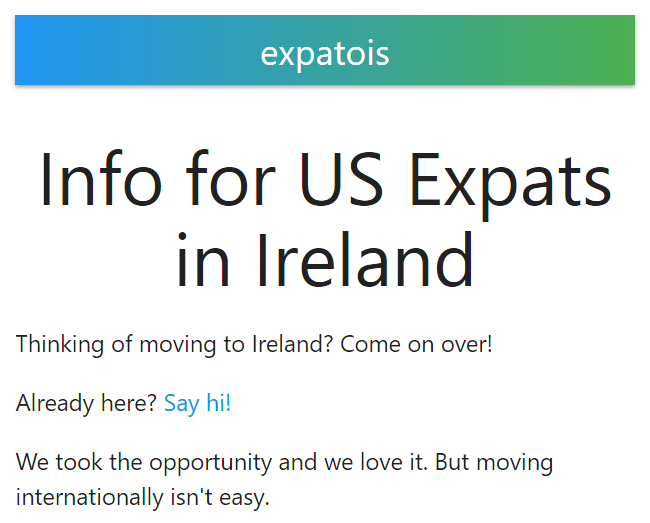 expatois
Info for US Expats
in Ireland
Thinking of moving to Ireland? Come on over!
Already here? Say hi!
We took the opportunity and we love it. But moving
internationally isn't easy.